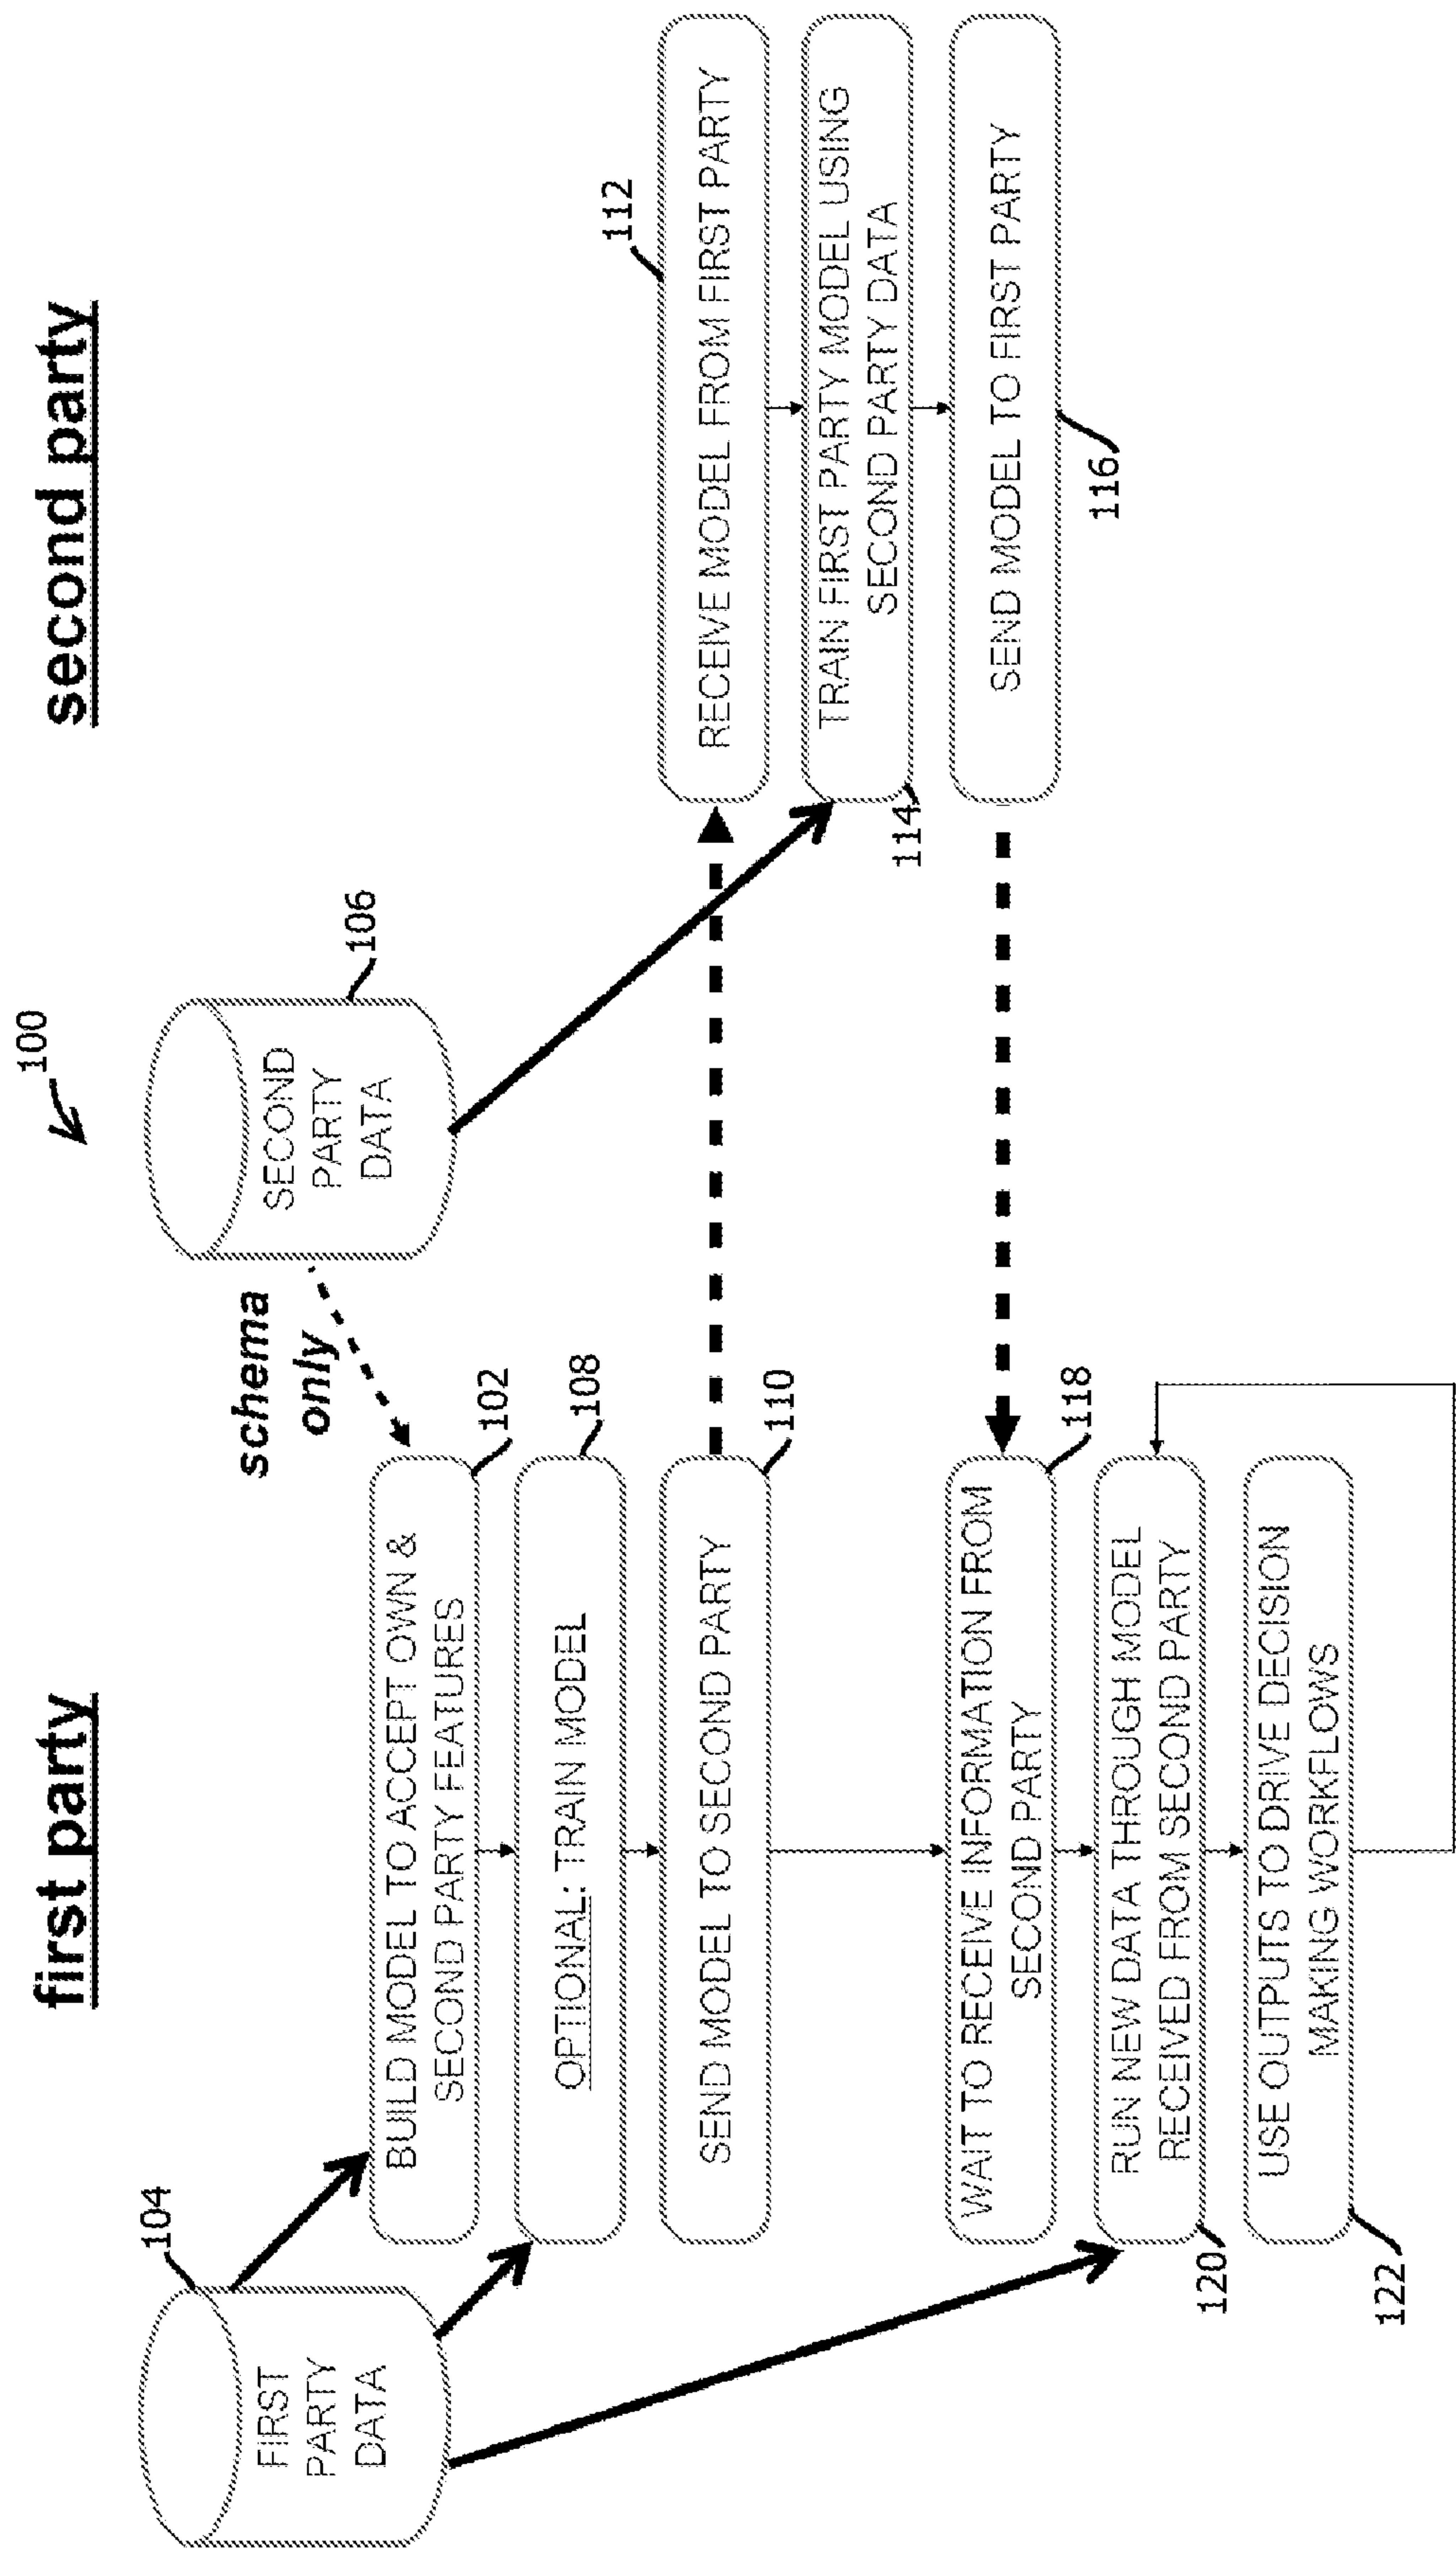 100
first party
second party
104
FIRST
PARTY
DATA
schema
only
SECOND
PARTY
DATA
106
BUILD MODEL TO ACCEPT OWN &
SECOND PARTY FEATURES
102
OPTIONAL: TRAIN MODEL
108
SEND MODEL TO SECOND PARTY
110
RECEIVE MODEL FROM FIRST PARTY
112
TRAIN FIRST PARTY MODEL USING
SECOND PARTY DATA
114
SEND MODEL TO FIRST PARTY
116
WAIT TO RECEIVE INFORMATION FROM
SECOND PARTY
118
RUN NEW DATA THROUGH MODEL
RECEIVED FROM SECOND PARTY
120
USE OUTPUTS TO DRIVE DECISION
MAKING WORKFLOWS
122